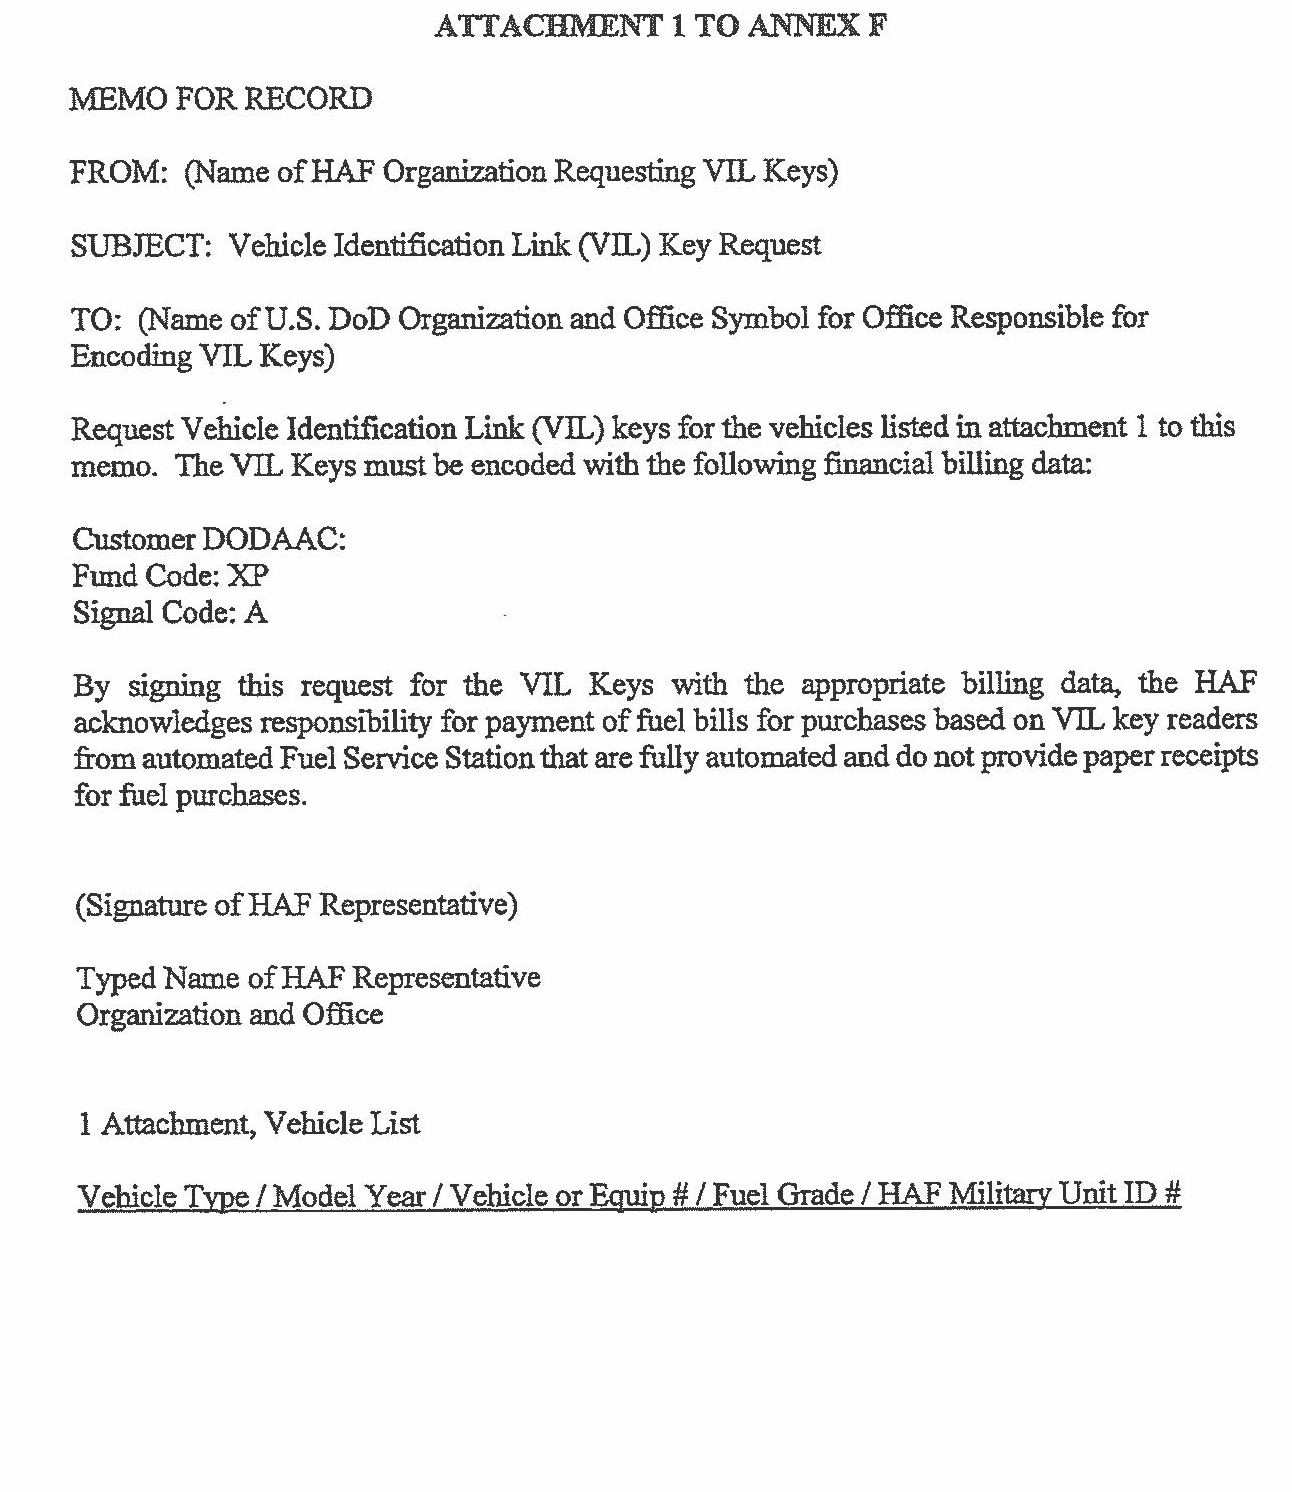 ATTACHMENT 1 TO ANNEX F
MEMO FOR RECORD
FROM: (Name of HAF Organization Requesting VIL Keys)
SUBJECT: Vehicle Identification Link (VIL) Key Request
TO: (Name of U.S. DoD Organization and Office Symbol for Office Responsible for
Encoding VIL Keys)
Request Vehicle Identification Link (VIL) keys for the vehicles listed in attachment 1 to this
memo. The VIL Keys must be encoded with the following financial billing data:
Customer DODAAC:
Fund Code: XP
Signal Code: A
By signing this request for the VIL Keys with the appropriate billing data, the HAF
acknowledges responsibility for payment of fuel bills for purchases based on VIL key readers
from automated Fuel Service Station that are fully automated and do not provide paper receipts
for fuel purchases.
(Signature of HAF Representative)
Typed Name of HAF Representative
Organization and Office
1 Attachment, Vehicle List
Vehicle Type / Model Year / Vehicle or Equip # / Fuel Grade / HAF Military Unit ID #